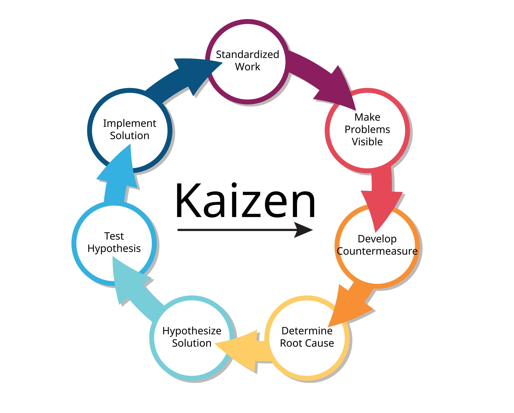 Standardized
Work
Make
Problems
Visible
Develop
Countermeasure
Determine
Root Cause
Hypothesize
Solution
Test
Hypothesis
Implement
Solution
Kaizen